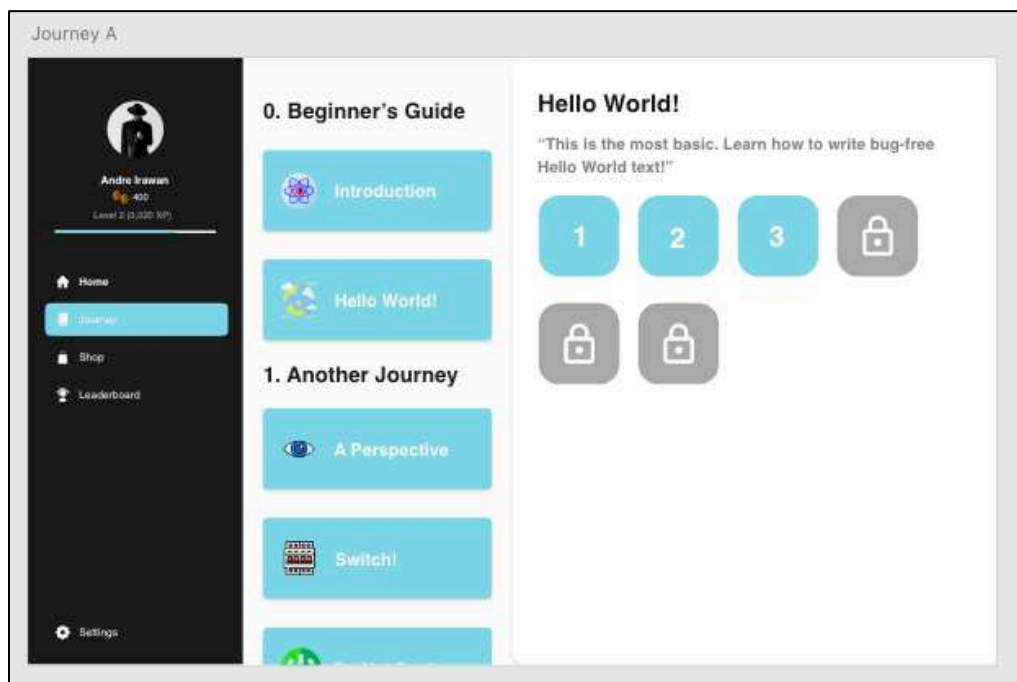 Journey A
Andre Irawan
400
Level 2 (3,020 XP)
Home
Journey
Shop
Leaderboard
Settings
0. Beginner’s Guide
Introduction
Hello World!
1. Another Journey
A Perspective
Switch!
Hello World!
“This is the most basic. Learn how to write bug-free
Hello World text!”
1
2
3